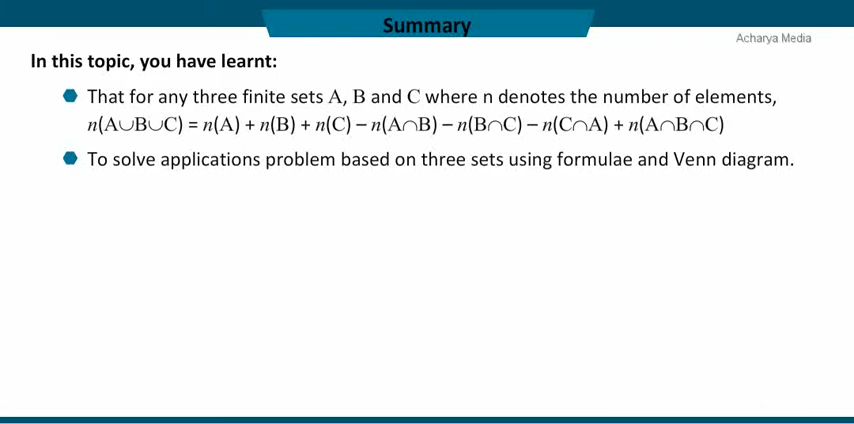 Summary
Acharya Media
In this topic, you have learnt:
That for any three finite sets A, B and C where n denotes the number of elements,
n(A∪B∪C) = n(A) + n(B) + n(C) − n(A∩B) − n(B∩C) − n(C∩A) + n(A∩B∩C)
To solve applications problem based on three sets using formulae and Venn diagram.